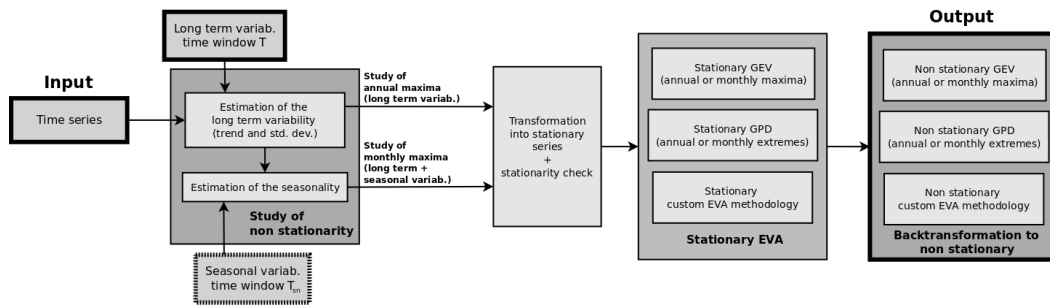 Input
Time series
Long term variab.
time window T
Estimation of the
long term variability
(trend and std. dev.)
Estimation of the seasonality
Study of
non stationarity
Seasonal variab.
time window Tsn
Study of
annual maxima
(long term variab.)
Study of
monthly maxima
(long term +
seasonal variab.)
Transformation
into stationary
series
+
stationarity check
Stationary GEV
(annual or monthly maxima)
Stationary GPD
(annual or monthly extremes)
Stationary
custom EVA methodology
Stationary EVA
Output
Non stationary GEV
(annual or monthly maxima)
Non stationary GPD
(annual or monthly extremes)
Non stationary
custom EVA methodology
Backtransformation to
non stationary